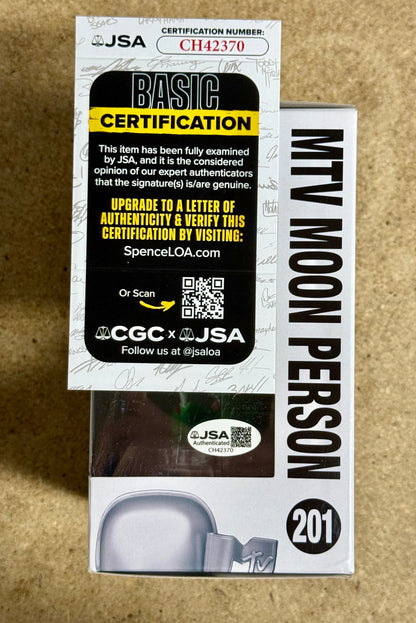 JSA
CERTIFICATION NUMBER:
CH42370
BASIC
CERTIFICATION
This item has been fully examined
by JSA, and it is the considered
opinion of our expert authenticators
that the signature(s) is/are genuine.
UPGRADE TO A LETTER OF
AUTHENTICITY & VERIFY THIS
CERTIFICATION BY VISITING:
SpenceLOA.com
Or Scan
CGC x JSA
Follow us at @jsaloa
MTV MOON PERSON
201
JSA
Authenticated
CH42370
MTV